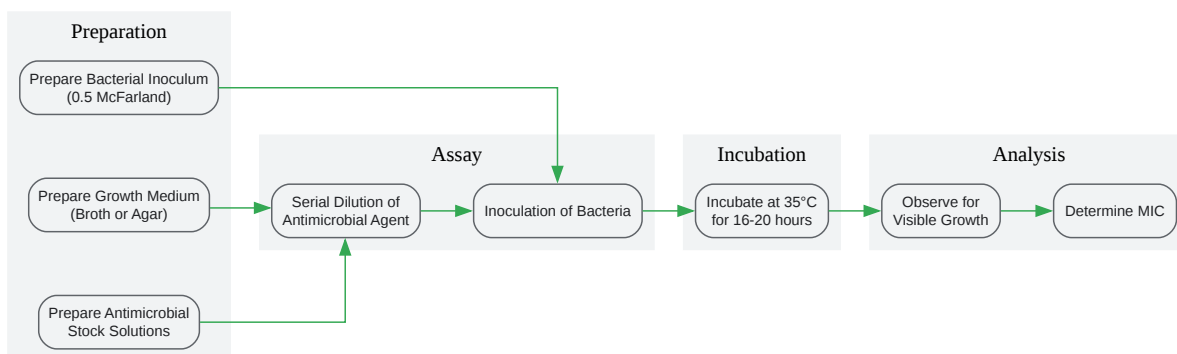 Preparation
Prepare Bacterial Inoculum
(0.5 McFarland)
Prepare Growth Medium
(Broth or Agar)
Prepare Antimicrobial
Stock Solutions
Assay
Serial Dilution of
Antimicrobial Agent
Inoculation of Bacteria
Incubation
Incubate at 35°C
for 16-20 hours
Analysis
Observe for
Visible Growth
Determine MIC